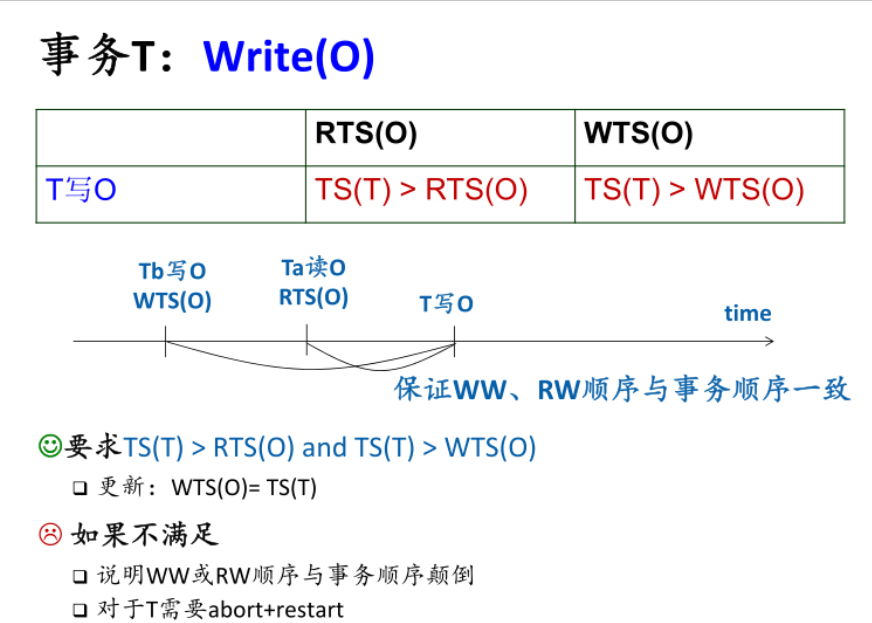 事务T：Write(O)
RTS(O) WTS(O)
T写O TS(T) > RTS(O) TS(T) > WTS(O)
Tb写O
WTS(O)
Ta读O
RTS(O)
T写O
time
保证WW、RW顺序与事务顺序一致
要求TS(T) > RTS(O) and TS(T) > WTS(O)
更新：WTS(O)= TS(T)
如果不满足
说明WW或RW顺序与事务顺序颠倒
对于T需要abort+restart